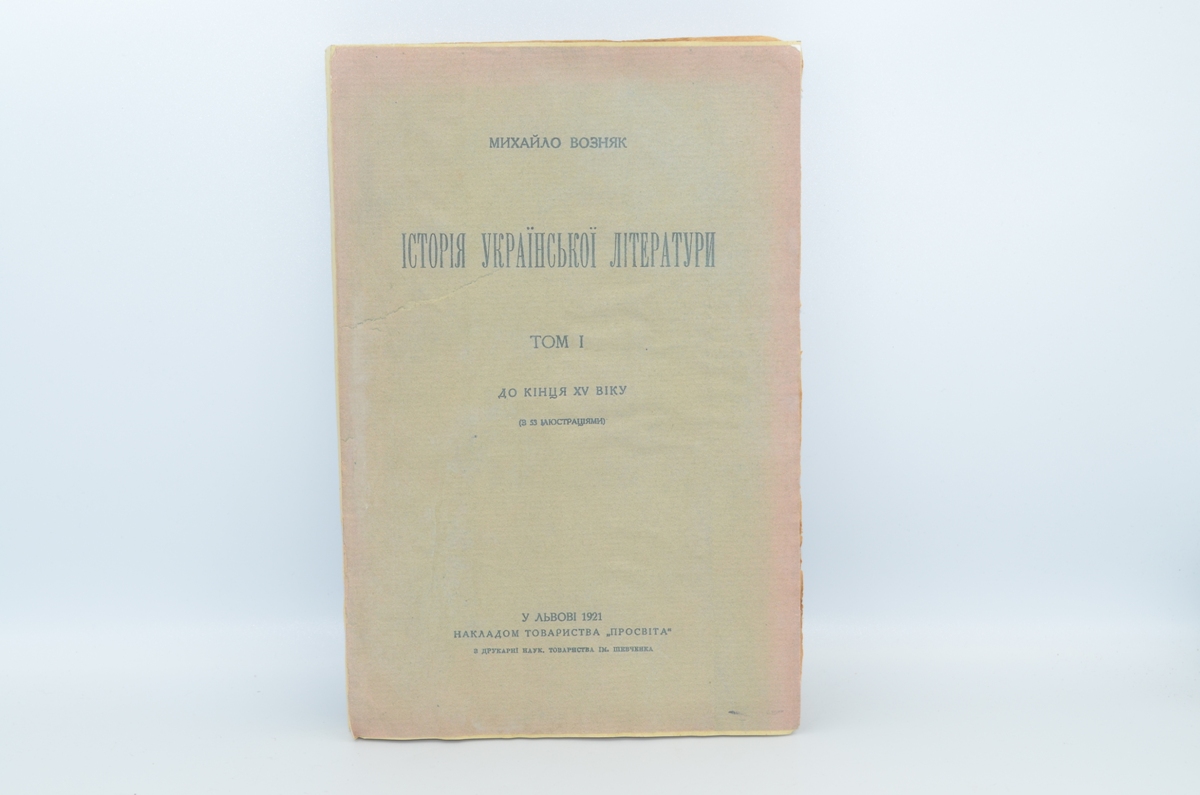 МИХАЙЛО ВОЗНЯК
ІСТОРІЯ УКРАЇНСЬКОЇ ЛІТЕРАТУРИ
ТОМ І
ДО КІНЦЯ XV ВІКУ
(З 53 ІЛЮСТРАЦІЯМИ)
У ЛЬВОВІ 1921
НАКЛАДОМ ТОВАРИСТВА „ПРОСВІТА"
З ДРУКАРНІ НАУК. ТОВАРИСТВА ІМ. ШЕВЧЕНКА